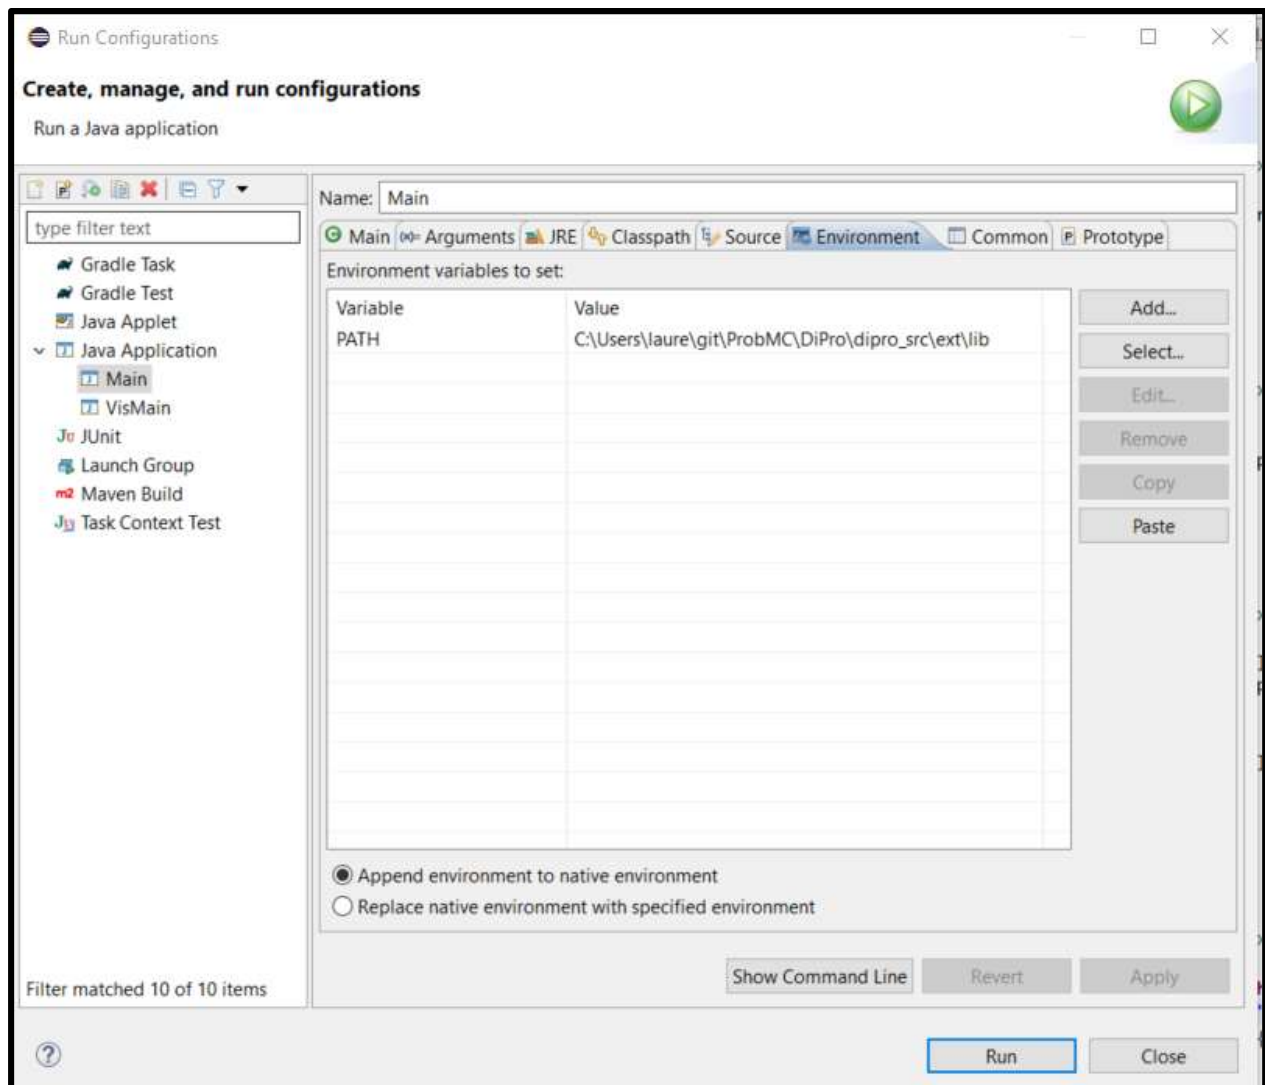 Run Configurations
Create, manage, and run configurations
Run a Java application
type filter text
Gradle Task
Gradle Test
Java Applet
Java Application
Main
VisMain
JUnit
Launch Group
Maven Build
Task Context Test
Filter matched 10 of 10 items
Name: Main
Main Arguments JRE Classpath Source Environment Common Prototype
Environment variables to set:
Variable Value
PATH C:\Users\laure\git\ProbMC\DiPro\dipro_src\ext\lib
Add...
Select...
Edit...
Remove
Copy
Paste
Append environment to native environment
Replace native environment with specified environment
Show Command Line Revert Apply
Run Close